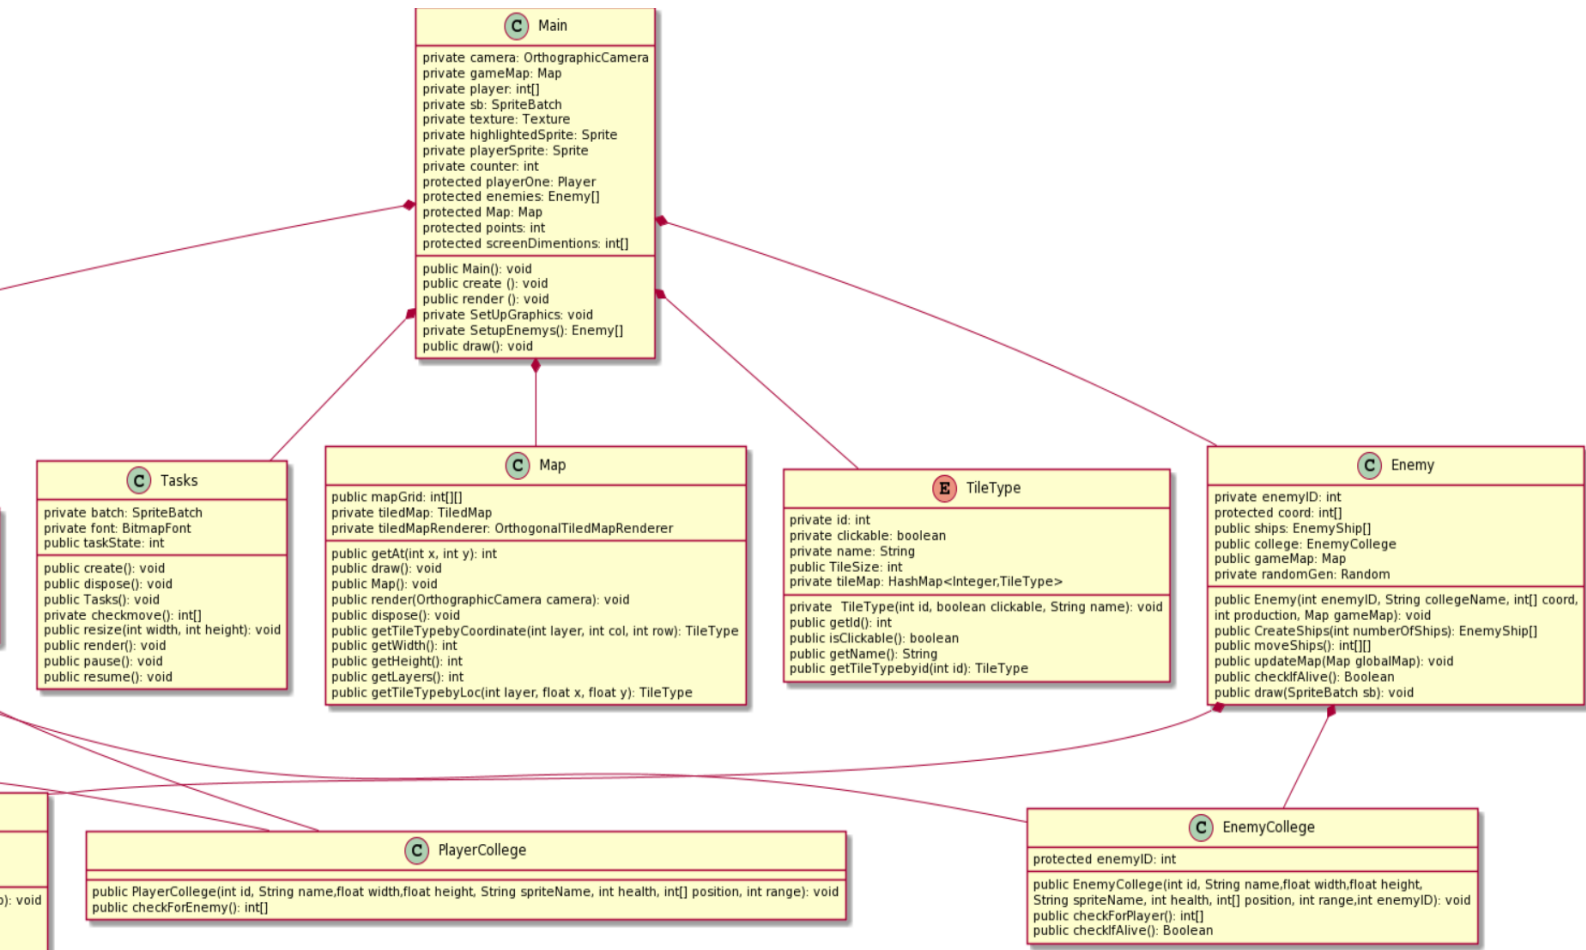 C Main
private camera: OrthographicCamera
private gameMap: Map
private player: int[]
private sb: SpriteBatch
private texture: Texture
private highlightedSprite: Sprite
private playerSprite: Sprite
private counter: int
protected playerOne: Player
protected enemies: Enemy[]
protected Map: Map
protected points: int
protected screenDimentions: int[]
public Main(): void
public create (): void
public render (): void
private SetUpGraphics: void
private SetupEnemys(): Enemy[]
public draw(): void
C Tasks
private batch: SpriteBatch
private font: BitmapFont
public taskState: int
public create(): void
public dispose(): void
public Tasks(): void
private checkmove(): int[]
public resize(int width, int height): void
public render(): void
public pause(): void
public resume(): void
C Map
public mapGrid: int[][]
private tiledMap: TiledMap
private tiledMapRenderer: OrthogonalTiledMapRenderer
public getAt(int x, int y): int
public draw(): void
public Map(): void
public render(OrthographicCamera camera): void
public dispose(): void
public getTileTypebyCoordinate(int layer, int col, int row): TileType
public getWidth(): int
public getHeight(): int
public getLayers(): int
public getTileTypebyLoc(int layer, float x, float y): TileType
E TileType
private id: int
private clickable: boolean
private name: String
public TileSize: int
private tileMap: HashMap<Integer,TileType>
private  TileType(int id, boolean clickable, String name): void
public getId(): int
public isClickable(): boolean
public getName(): String
public getTileTypebyid(int id): TileType
C Enemy
private enemyID: int
protected coord: int[]
public ships: EnemyShip[]
public college: EnemyCollege
public gameMap: Map
private randomGen: Random
public Enemy(int enemyID, String collegeName, int[] coord,
int production, Map gameMap): void
public CreateShips(int numberOfShips): EnemyShip[]
public moveShips(): int[][]
public updateMap(Map globalMap): void
public checkIfAlive(): Boolean
public draw(SpriteBatch sb): void
): void
C PlayerCollege
public PlayerCollege(int id, String name,float width,float height, String spriteName, int health, int[] position, int range): void
public checkForEnemy(): int[]
C EnemyCollege
protected enemyID: int
public EnemyCollege(int id, String name,float width,float height,
String spriteName, int health, int[] position, int range,int enemyID): void
public checkForPlayer(): int[]
public checkIfAlive(): Boolean